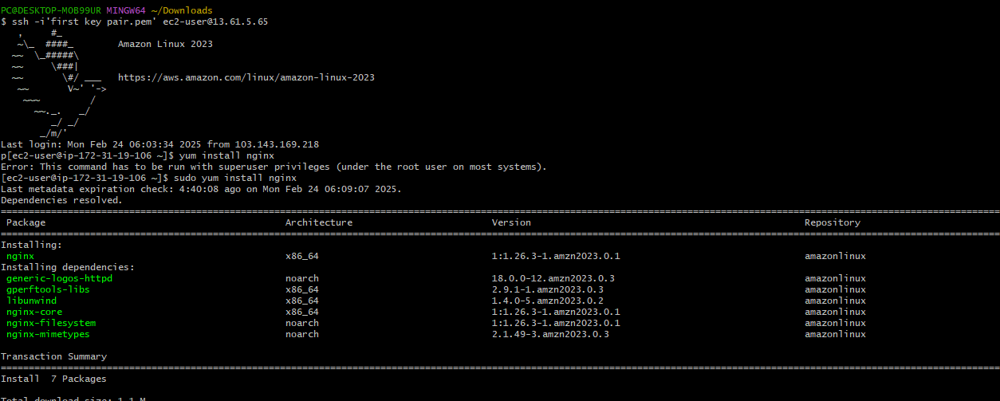 PC@DESKTOP-MOB99UR MINGW64 ~/Downloads
$ ssh -i'first key pair.pem' ec2-user@13.61.5.65
   ,     #_
   ~\_  ####_        Amazon Linux 2023
  ~~  \_#####\
  ~~     \###|
  ~~       \#/ ___   https://aws.amazon.com/linux/amazon-linux-2023
   ~~       V~' '->
    ~~~         /
      ~~._.   _/
         _/ _/
       _/m/'
Last login: Mon Feb 24 06:03:34 2025 from 103.143.169.218
p[ec2-user@ip-172-31-19-106 ~]$ yum install nginx
Error: This command has to be run with superuser privileges (under the root user on most systems).
[ec2-user@ip-172-31-19-106 ~]$ sudo yum install nginx
Last metadata expiration check: 4:40:08 ago on Mon Feb 24 06:09:07 2025.
Dependencies resolved.
Package Architecture Version Repository
Installing:
nginx x86_64 1:1.26.3-1.amzn2023.0.1 amazonlinux
Installing dependencies:
generic-logos-httpd noarch 18.0.0-12.amzn2023.0.3 amazonlinux
gperftools-libs x86_64 2.9.1-1.amzn2023.0.3 amazonlinux
libunwind x86_64 1.4.0-5.amzn2023.0.2 amazonlinux
nginx-core x86_64 1:1.26.3-1.amzn2023.0.1 amazonlinux
nginx-filesystem noarch 1:1.26.3-1.amzn2023.0.1 amazonlinux
nginx-mimetypes noarch 2.1.49-3.amzn2023.0.3 amazonlinux
Transaction Summary
Install  7 Packages
Total download size: 1.1 M